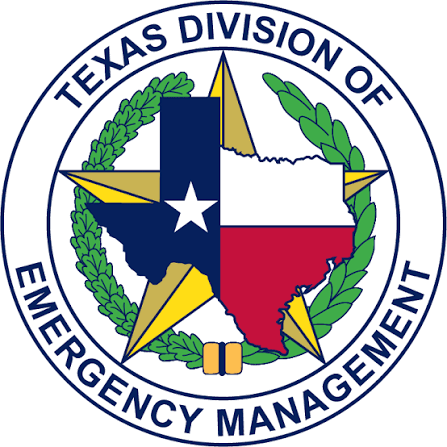 TEXAS DIVISION OF
EMERGENCY MANAGEMENT